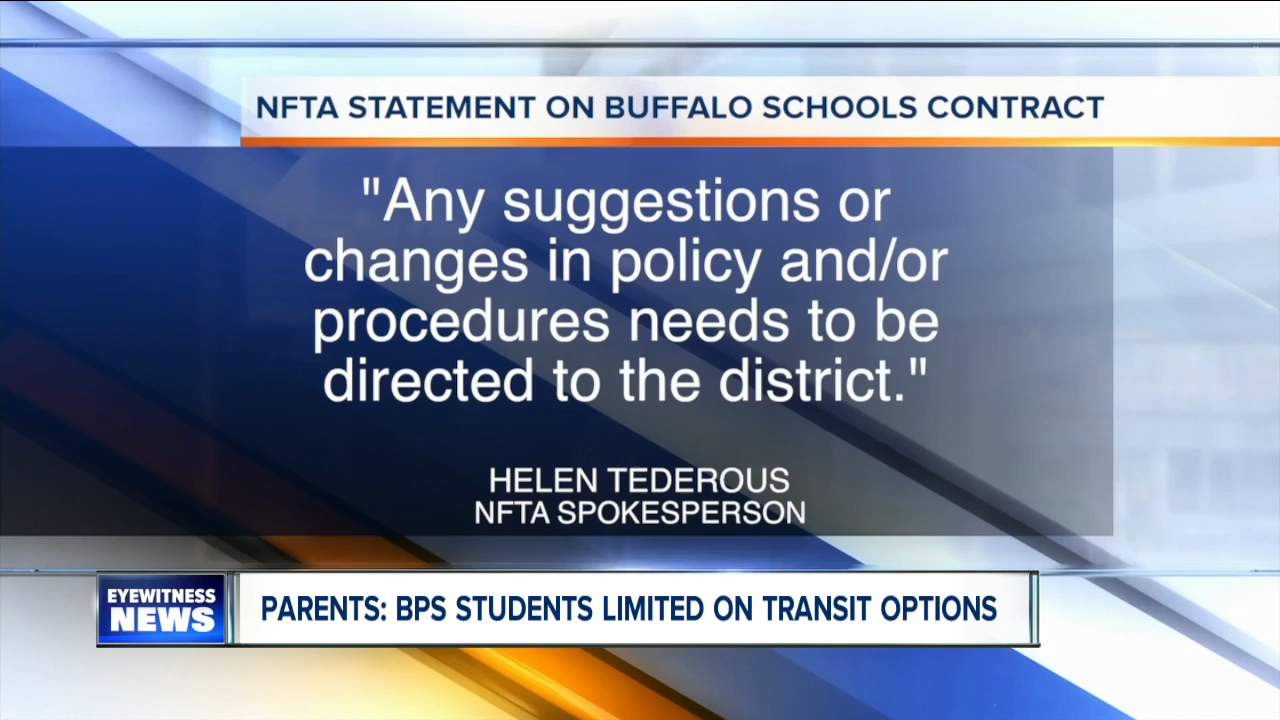 NFTA STATEMENT ON BUFFALO SCHOOLS CONTRACT
"Any suggestions or
changes in policy and/or
procedures needs to be
directed to the district."
HELEN TEDEROUS
NFTA SPOKESPERSON
EYEWITNESS
NEWS
PARENTS: BPS STUDENTS LIMITED ON TRANSIT OPTIONS